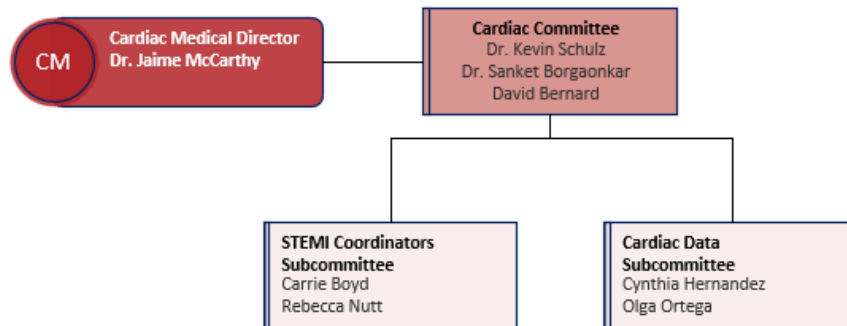 CM
Cardiac Medical Director
Dr. Jaime McCarthy
Cardiac Committee
Dr. Kevin Schulz
Dr. Sanket Borgaonkar
David Bernard
STEMI Coordinators
Subcommittee
Carrie Boyd
Rebecca Nutt
Cardiac Data
Subcommittee
Cynthia Hernandez
Olga Ortega